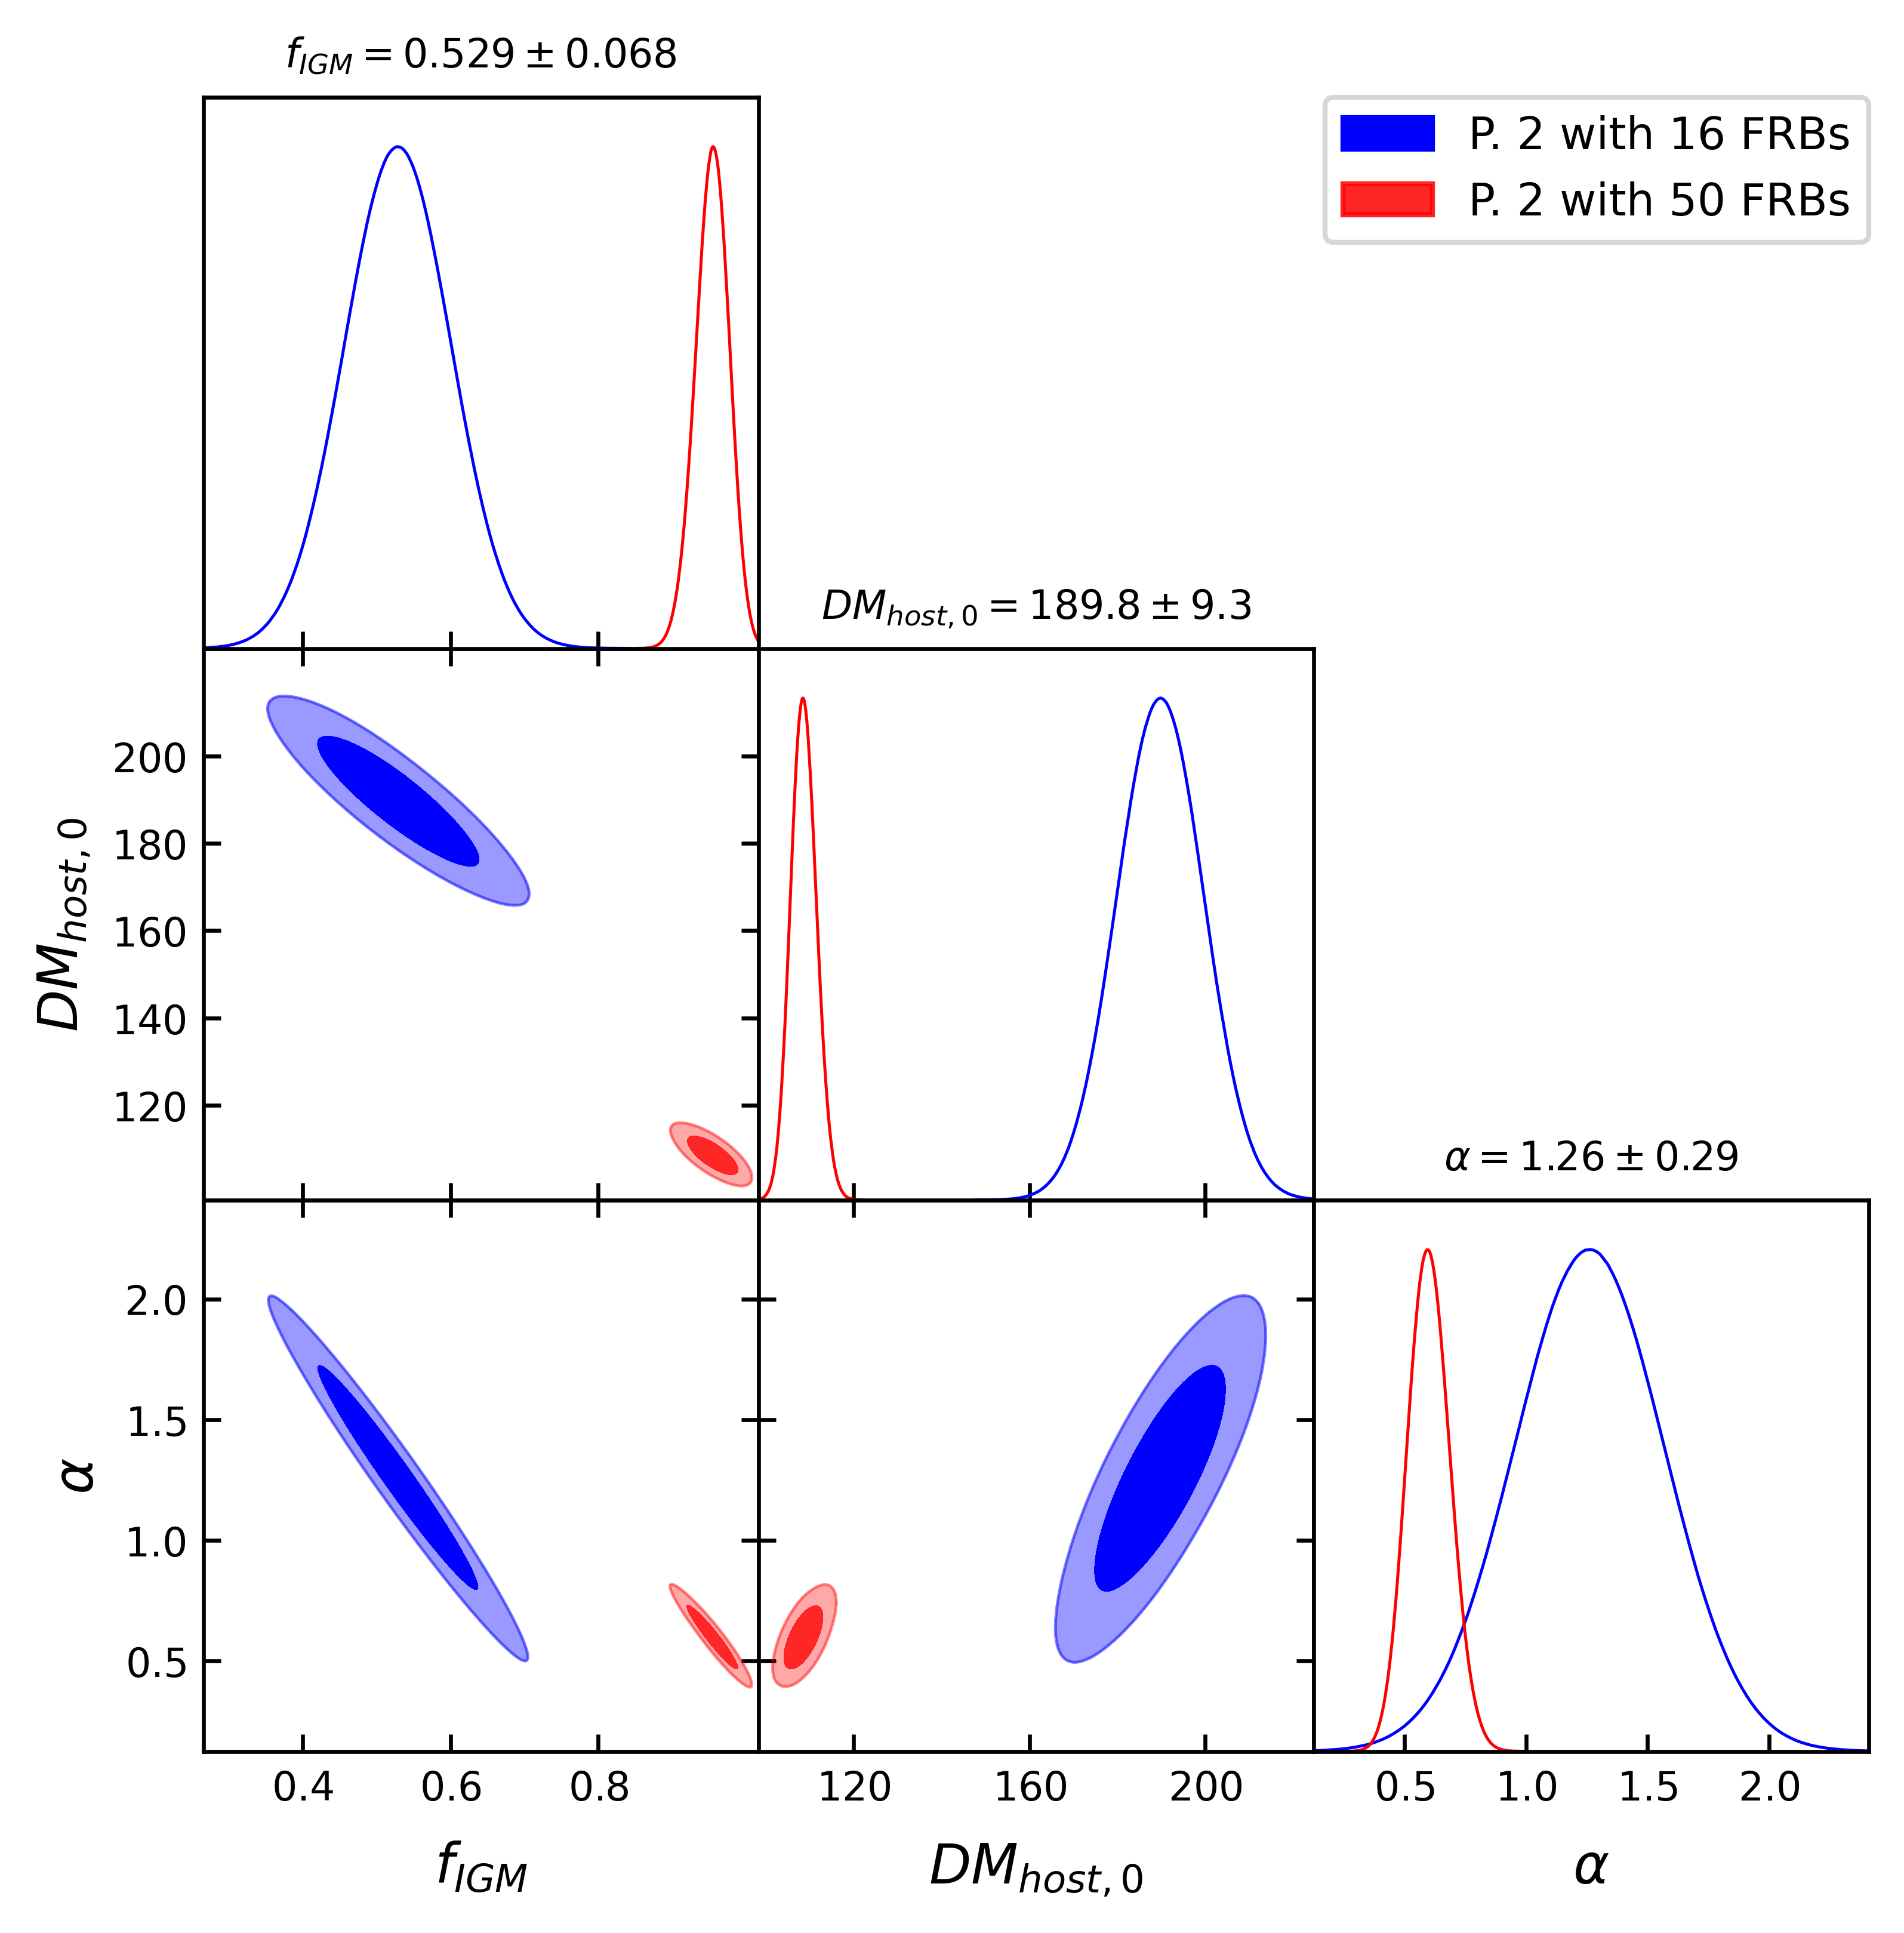 f_IGM = 0.529 ± 0.068
P. 2 with 16 FRBs
P. 2 with 50 FRBs
DM_host, 0 = 189.8 ± 9.3
200
180
160
140
120
DM_host, 0
α = 1.26 ± 0.29
2.0
1.5
1.0
0.5
α
0.4 0.6 0.8 120 160 200 0.5 1.0 1.5 2.0
f_IGM DM_host, 0 α